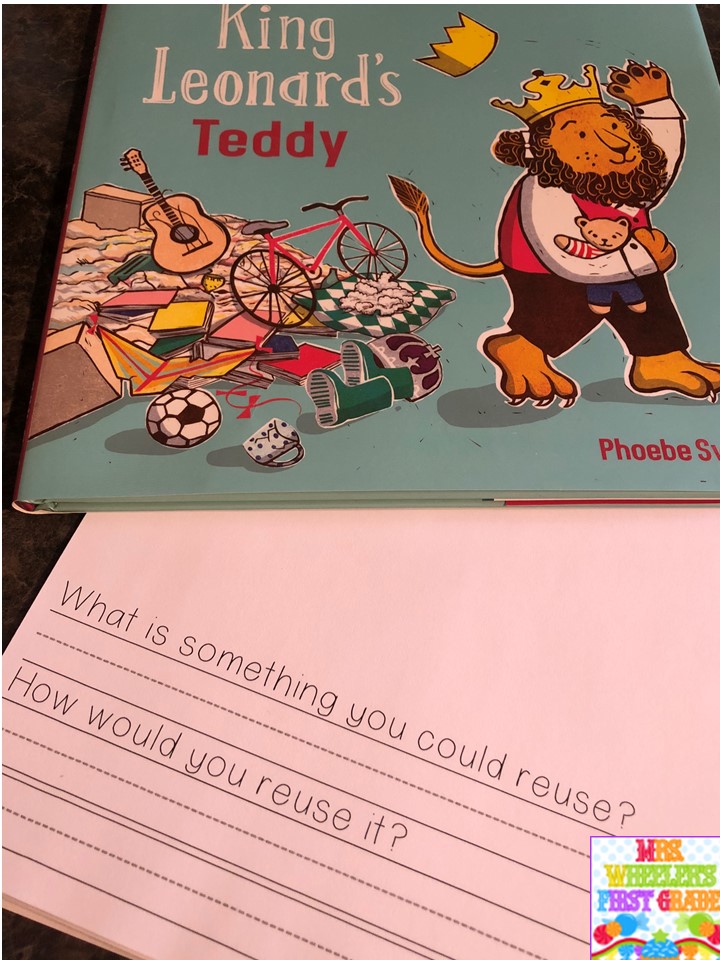 King
Leonard's
Teddy
Phoebe
What is something you could reuse?
How would you reuse it?
MRS.
WHEELER'S
FIRST GRADE